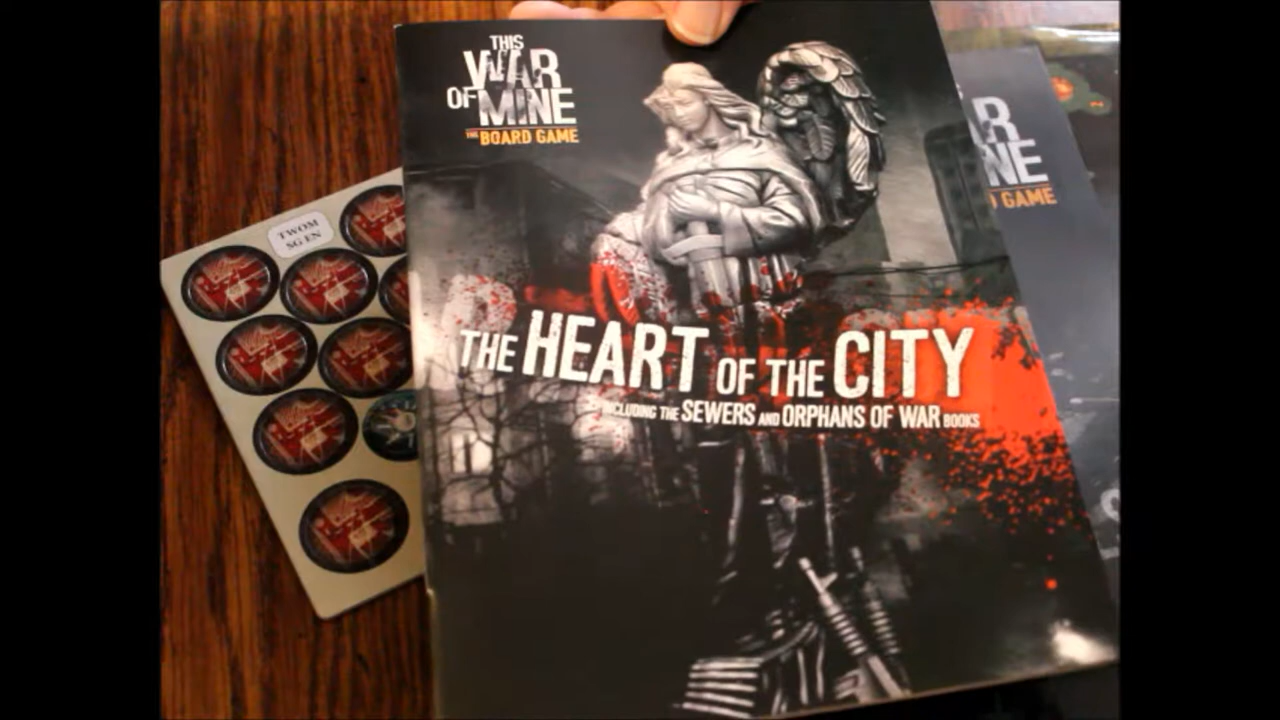 THIS
WAR
OF MINE
THE BOARD GAME
THE HEART OF THE CITY
INCLUDING THE SEWERS AND ORPHANS OF WAR BOOKS
TWOM
SG EN
AR
NE
GAME